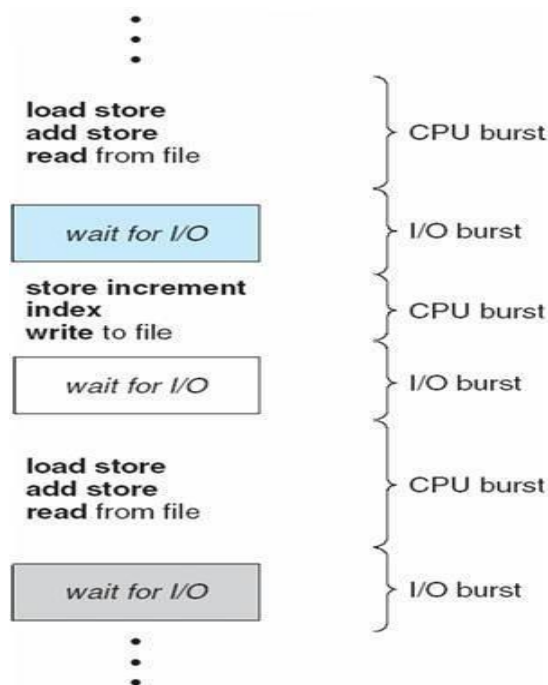 load store
add store
read from file
CPU burst
wait for I/O
I/O burst
store increment
index
write to file
CPU burst
wait for I/O
I/O burst
load store
add store
read from file
CPU burst
wait for I/O
I/O burst